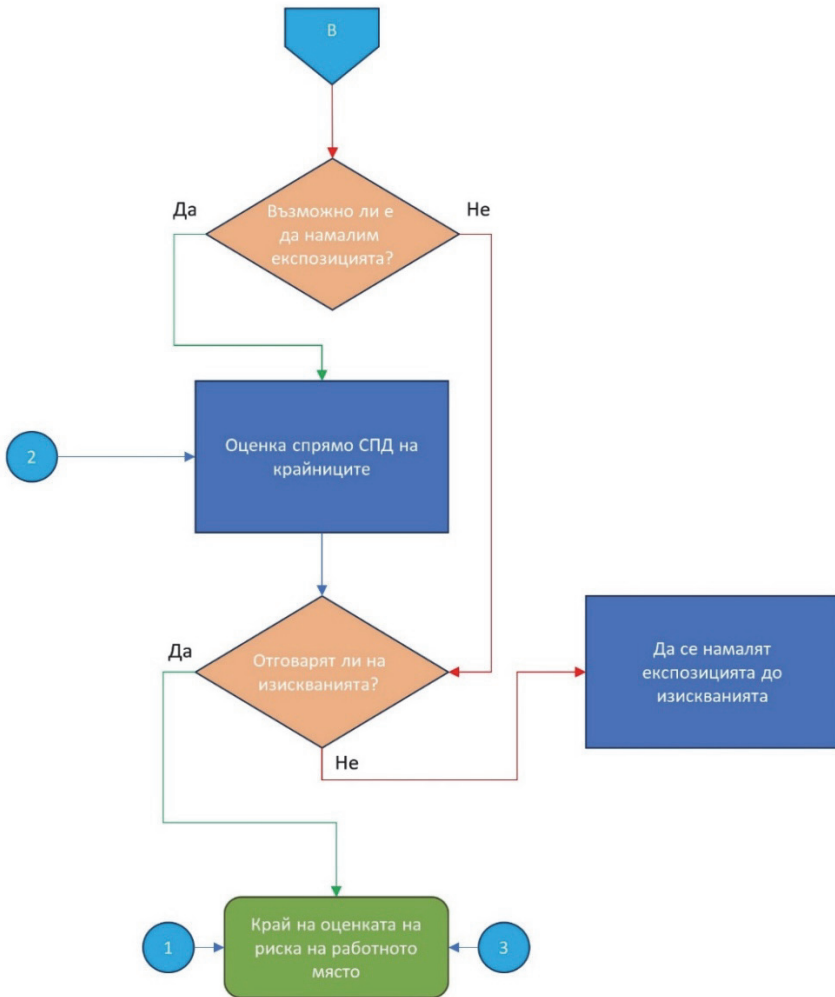 В
Да
Не
Възможно ли е
да намалим
експозицията?
Оценка спрямо СПД на
крайниците
2
Да
Отговарят ли на
изискванията?
Да се намалят
експозицията до
изискванията
Не
1
Край на оценката на
риска на работното
място
3